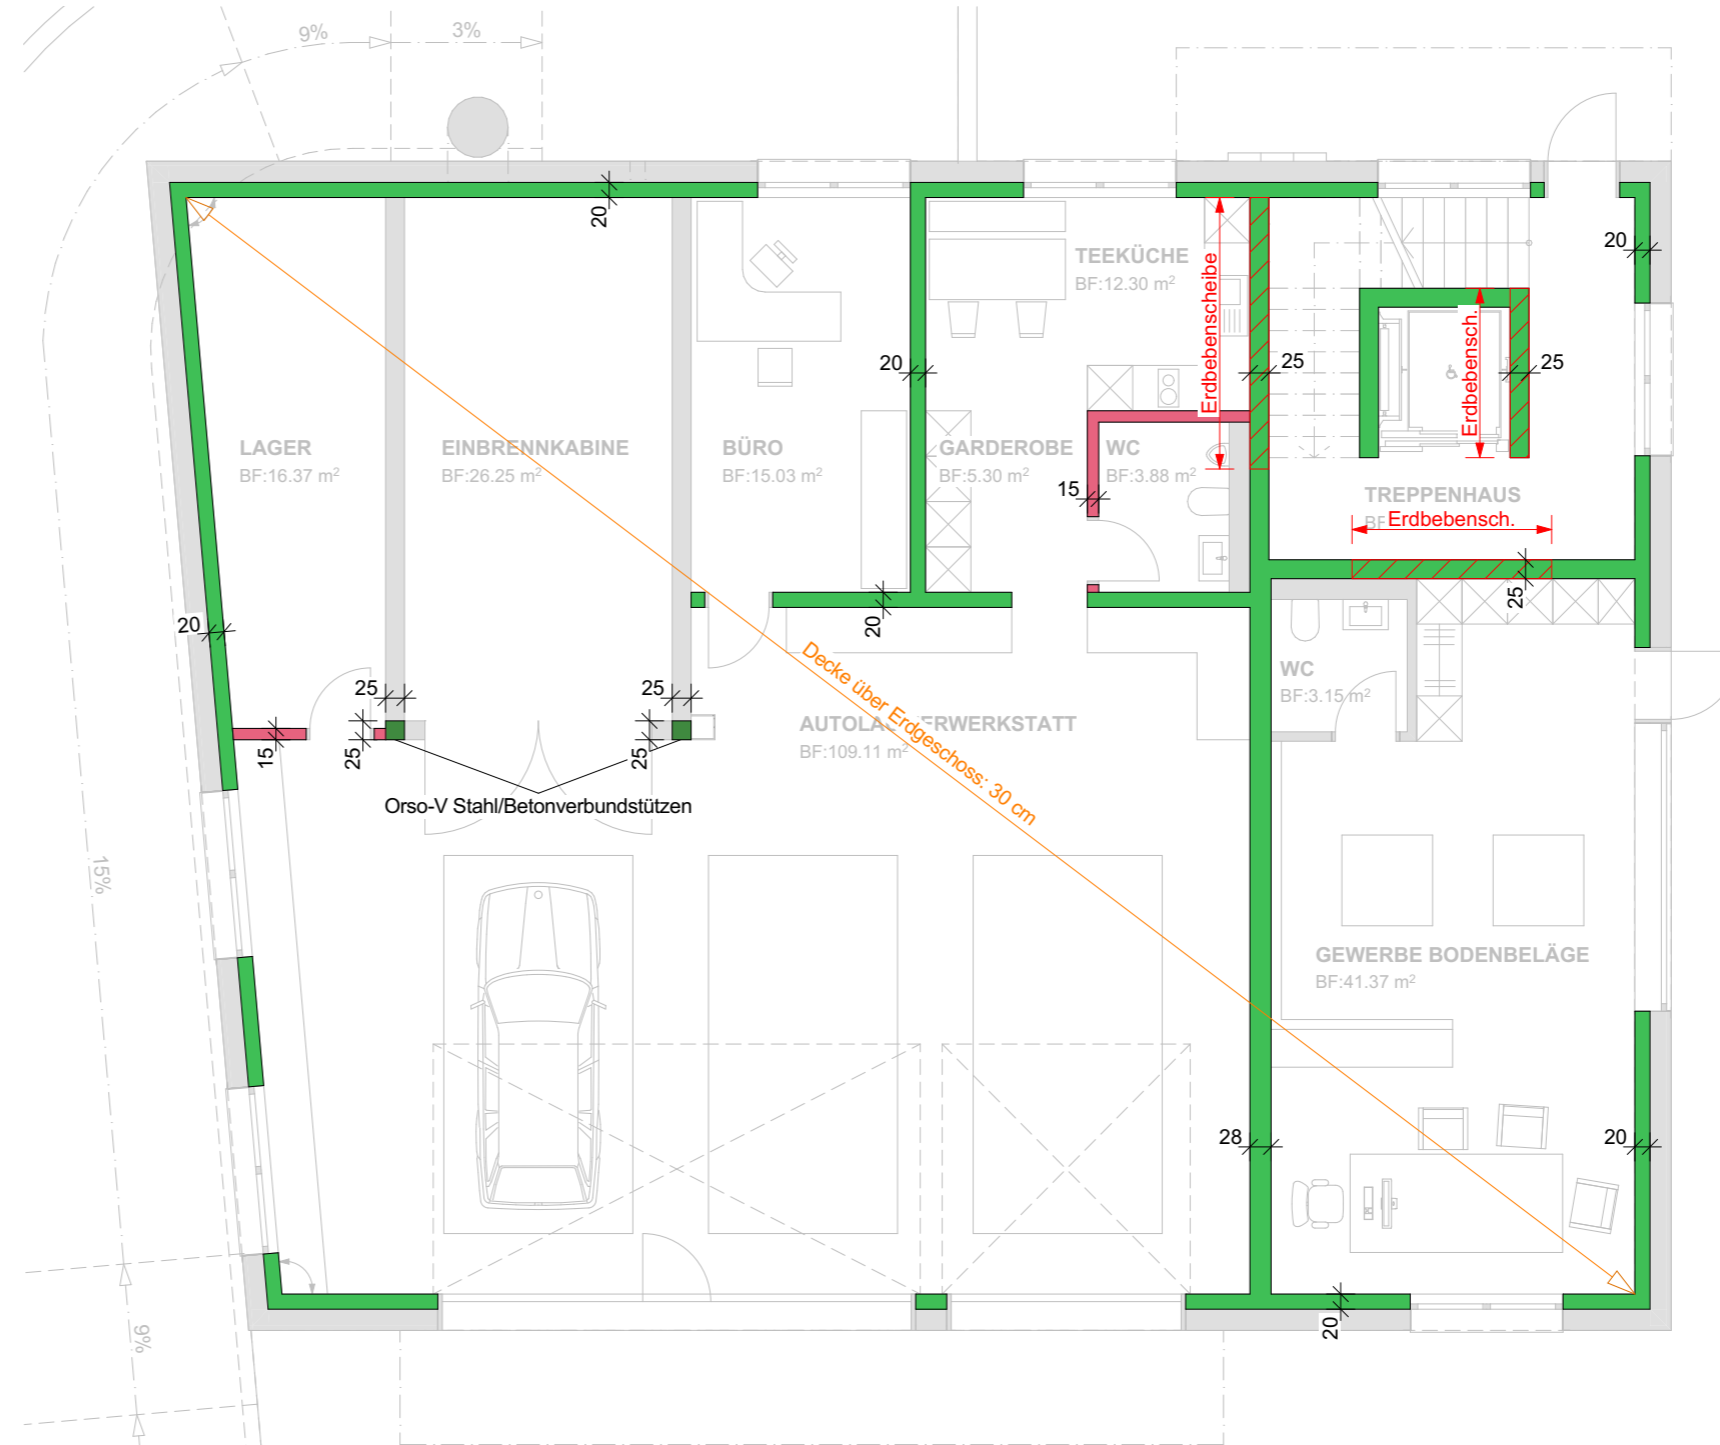 9%
3%
20
TEEKÜCHE
BF:12.30 m²
Erdbebenscheibe
20
Erdbebensch.
20
25
25
LAGER
BF:16.37 m²
EINBRENNKABINE
BF:26.25 m²
BÜRO
BF:15.03 m²
GARDEROBE
BF:5.30 m²
WC
BF:3.88 m²
15
TREPPENHAUS
BF
Erdbebensch.
25
20
20
Decke über Erdgeschoss: 30 cm
WC
BF:3.15 m²
25
25
15
25
25
BF:109.11 m²
Orso-V Stahl/Betonverbundstützen
15%
GEWERBE BODENBELÄGE
BF:41.37 m²
28
20
20
9%